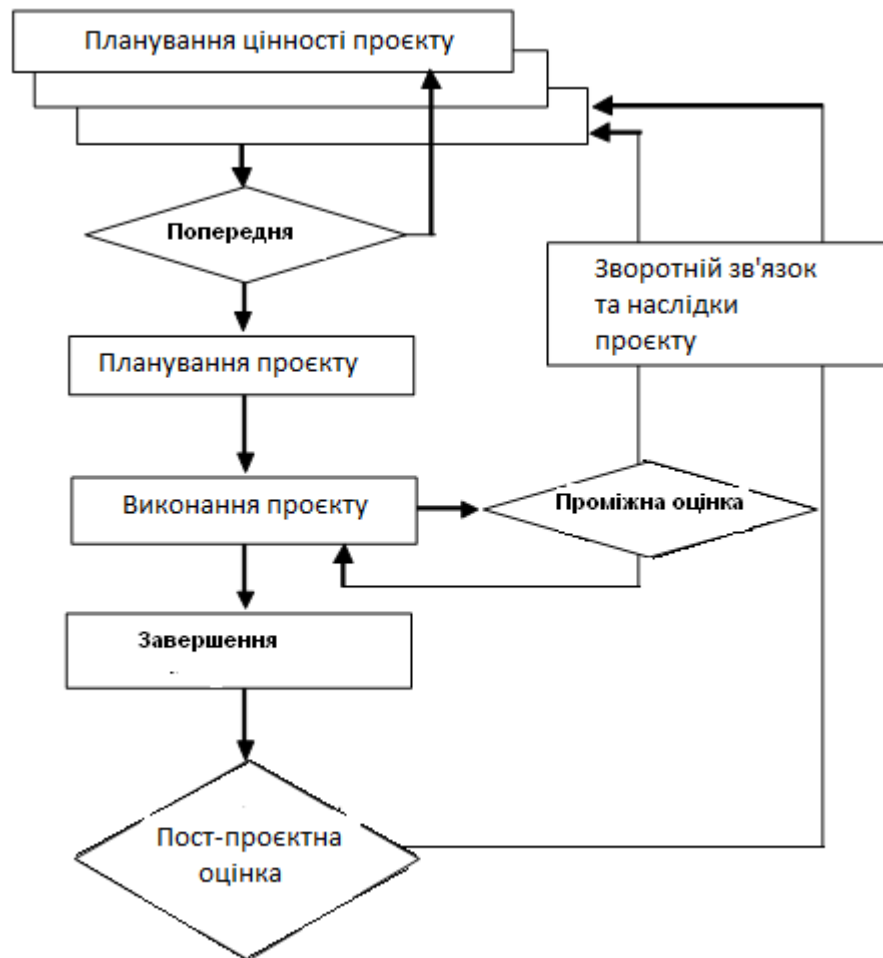 Планування цінності проєкту
Попередня
Зворотній зв'язок
та наслідки
проєкту
Планування проєкту
Виконання проєкту
Проміжна оцінка
Завершення
Пост-проєктна
оцінка